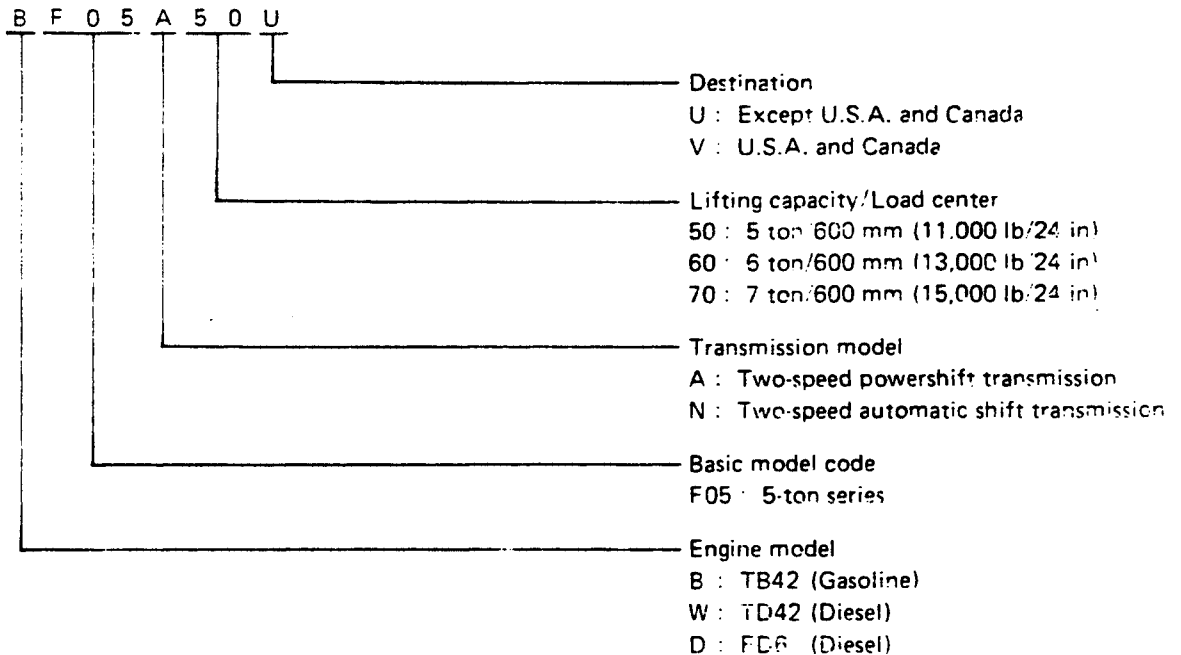 B F 0 5 A 5 0 U
Destination
U : Except U.S.A. and Canada
V : U.S.A. and Canada
Lifting capacity/Load center
50 : 5 ton/600 mm (11,000 lb/24 in)
60 : 6 ton/600 mm (13,000 lb/24 in)
70 : 7 ton/600 mm (15,000 lb/24 in)
Transmission model
A : Two-speed powershift transmission
N : Two-speed automatic shift transmission
Basic model code
F05 : 5-ton series
Engine model
B : TB42 (Gasoline)
W : TD42 (Diesel)
D : FD6 (Diesel)